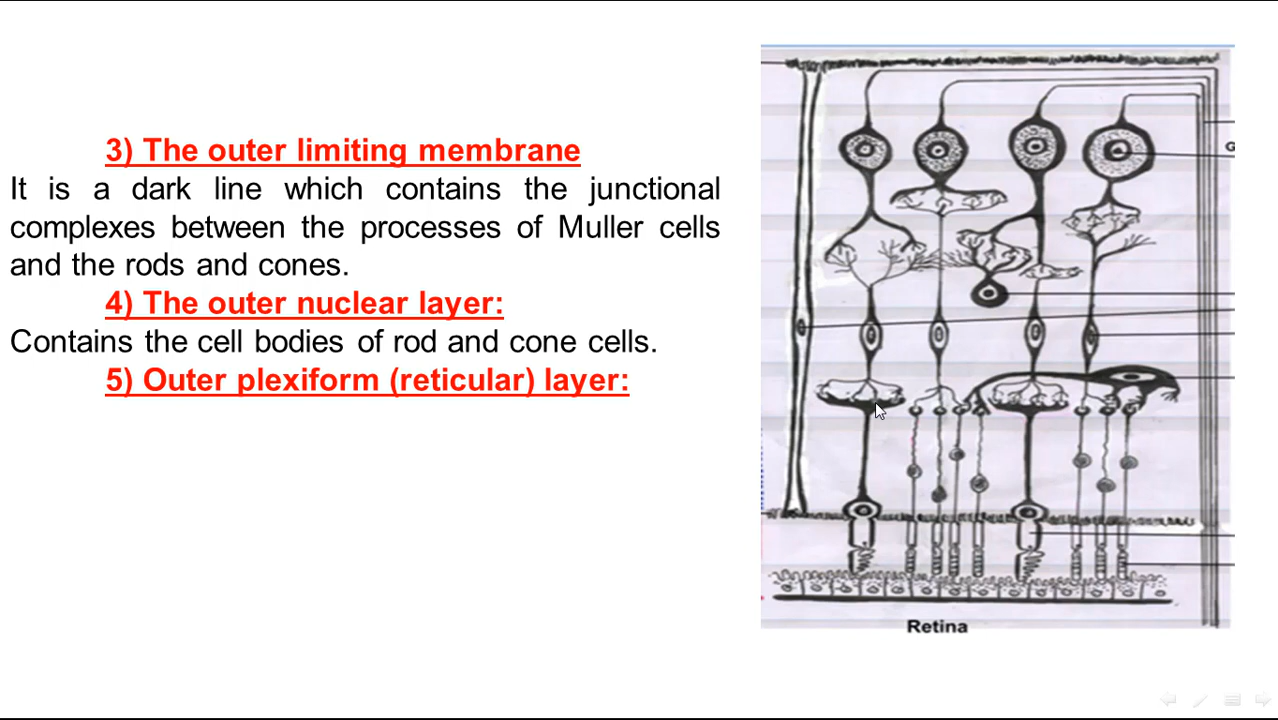 3) The outer limiting membrane
It is a dark line which contains the junctional
complexes between the processes of Muller cells
and the rods and cones.
4) The outer nuclear layer:
Contains the cell bodies of rod and cone cells.
5) Outer plexiform (reticular) layer:
G
Retina